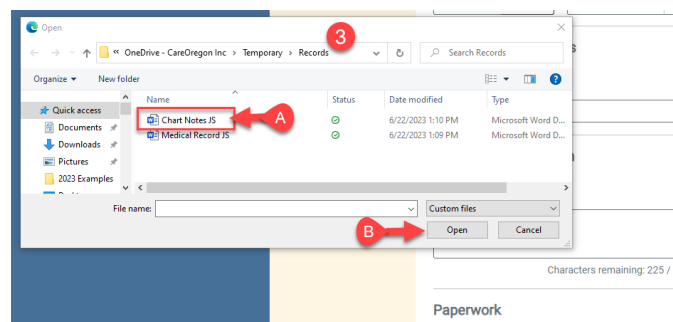 Open
3
« OneDrive - CareOregon Inc > Temporary > Records
Search Records
Organize
New folder
Name
Status
Date modified
Type
Quick access
Documents
Downloads
Pictures
2023 Examples
Chart Notes JS
6/22/2023 1:10 PM
Microsoft Word D...
A
Medical Record JS
6/22/2023 1:09 PM
Microsoft Word D...
File name:
Custom files
B
Open
Cancel
Characters remaining: 225 /
Paperwork